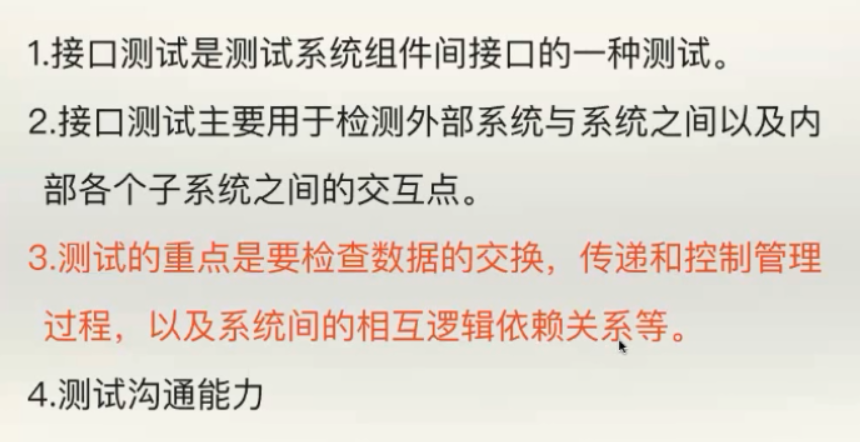 1.接口测试是测试系统组件间接口的一种测试。
2.接口测试主要用于检测外部系统与系统之间以及内
部各个子系统之间的交互点。
3.测试的重点是要检查数据的交换，传递和控制管理
过程，以及系统间的相互逻辑依赖关系等。
4.测试沟通能力